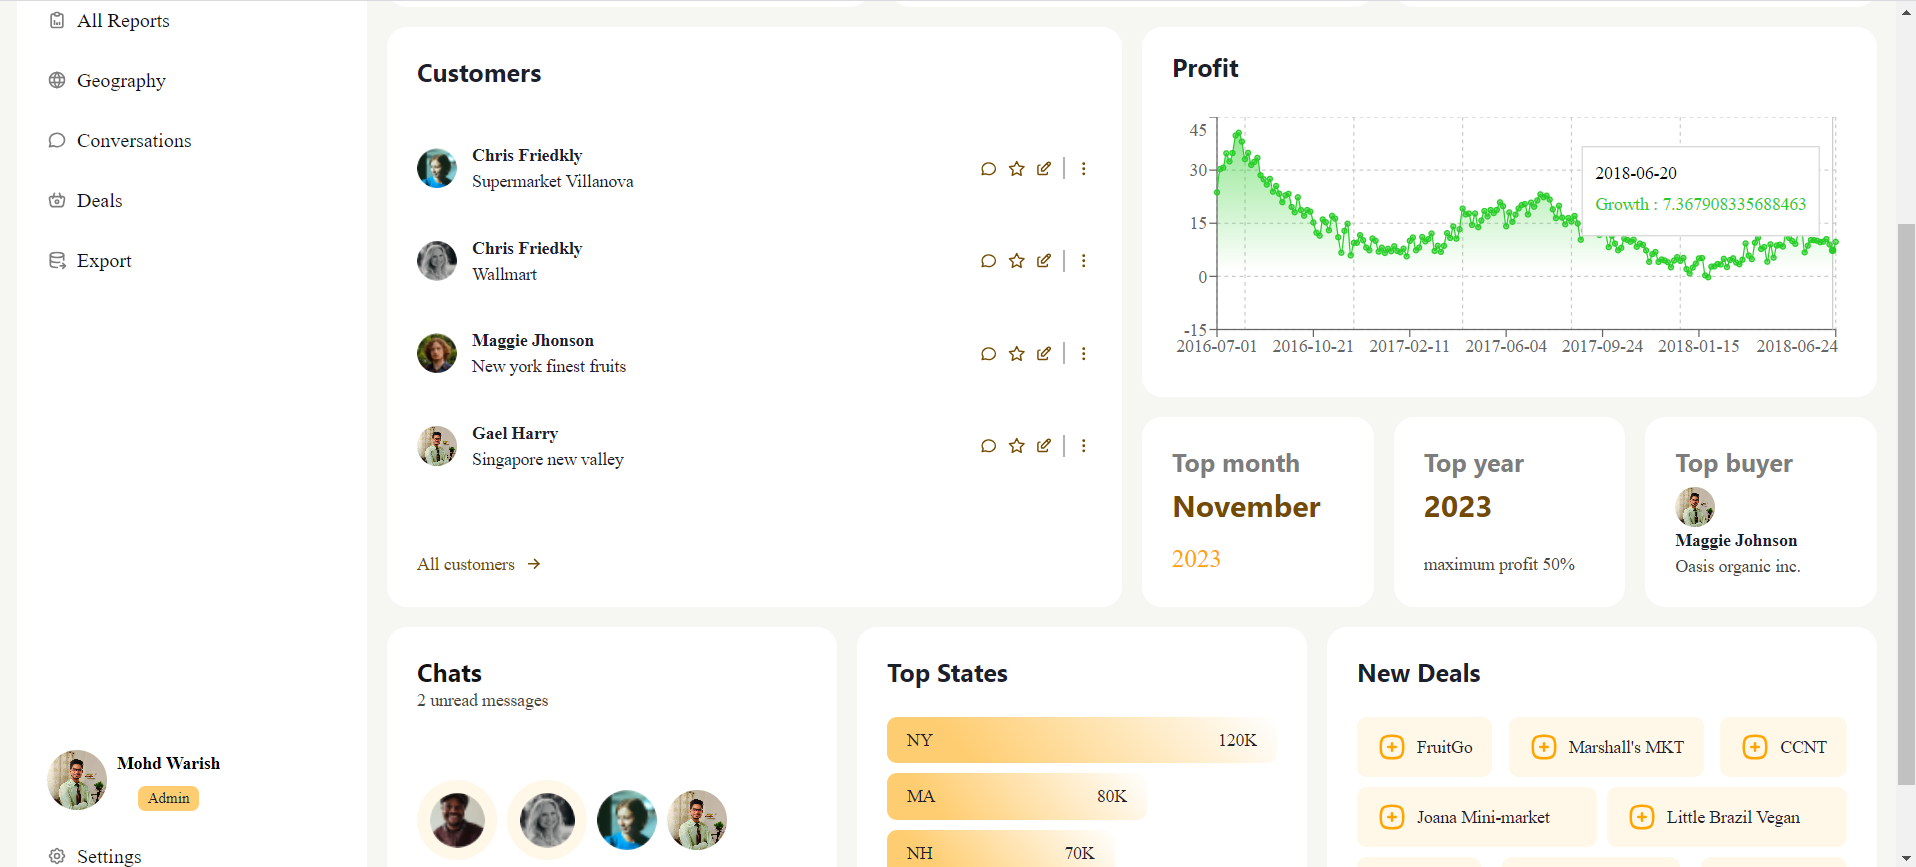 All Reports
Geography
Conversations
Deals
Export
Mohd Warish
Admin
Settings
Customers
Chris Friedkly
Supermarket Villanova
Chris Friedkly
Wallmart
Maggie Jhonson
New york finest fruits
Gael Harry
Singapore new valley
All customers
Profit
45
30
15
0
-15
2016-07-01 2016-10-21 2017-02-11 2017-06-04 2017-09-24 2018-01-15 2018-06-24
2018-06-20
Growth : 7.367908335688463
Top month
November
2023
Top year
2023
maximum profit 50%
Top buyer
Maggie Johnson
Oasis organic inc.
Chats
2 unread messages
Top States
NY 120K
MA 80K
NH 70K
New Deals
FruitGo Marshall's MKT CCNT
Joana Mini-market Little Brazil Vegan